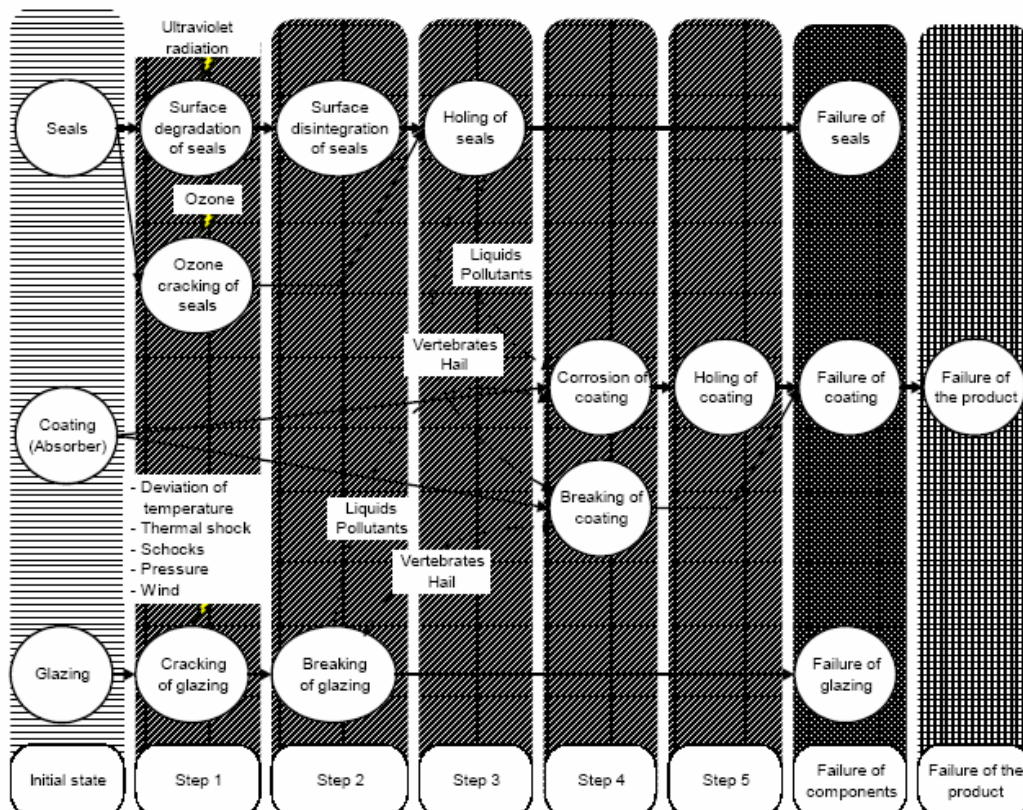 Ultraviolet
radiation
Seals
Surface
degradation
of seals
Surface
disintegration
of seals
Holing of
seals
Failure of
seals
Ozone
Ozone
cracking of
seals
Liquids
Pollutants
Vertebrates
Hail
Coating
(Absorber)
Corrosion of
coating
Holing of
coating
Failure of
coating
Failure of
the product
Breaking of
coating
- Deviation of
temperature
- Thermal shock
- Schocks
- Pressure
- Wind
Liquids
Pollutants
Vertebrates
Hail
Glazing
Cracking
of glazing
Breaking
of glazing
Failure of
glazing
Initial state
Step 1
Step 2
Step 3
Step 4
Step 5
Failure of
components
Failure of the
product